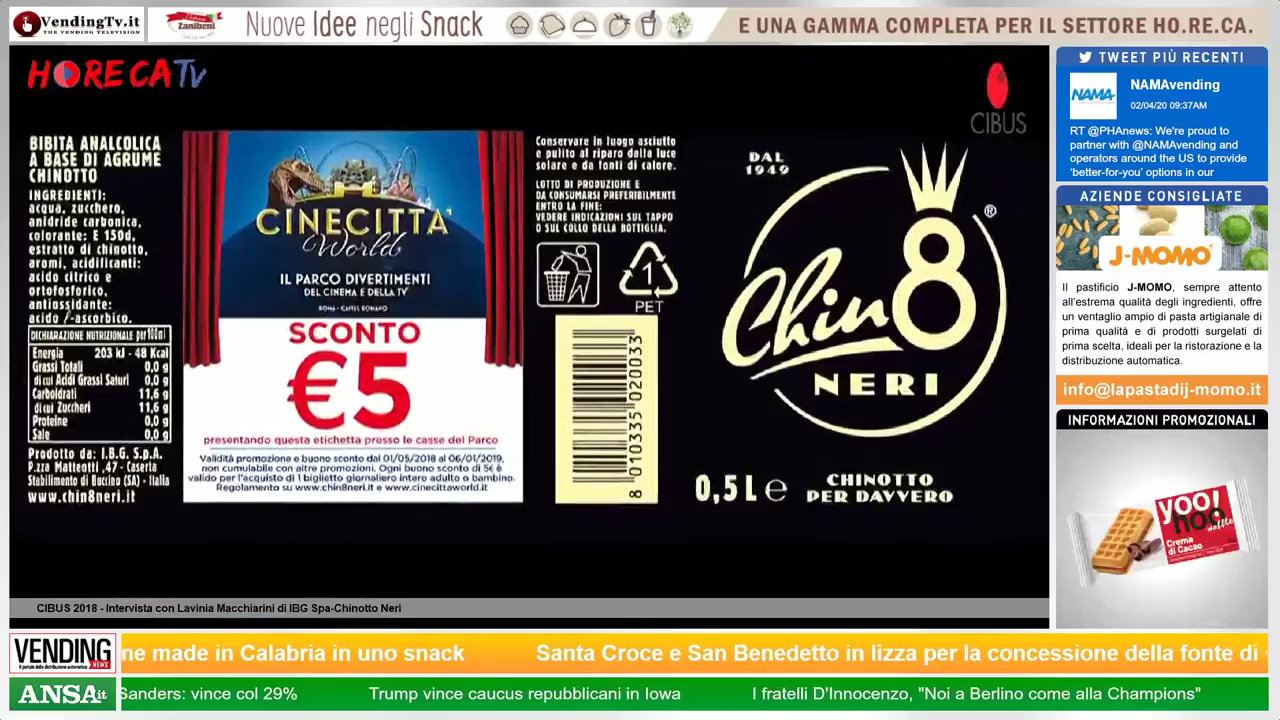 VendingTv.it
THE VENDING TELEVISION
Zanibeni
Nuove Idee negli Snack
E UNA GAMMA COMPLETA PER IL SETTORE HO.RE.CA.
HORECATv
CIBUS
BIBITA ANALCOLICA
A BASE DI AGRUME
CHINOTTO
INGREDIENTI:
acqua, zucchero,
anidride carbonica,
colorante: E 150d,
estratto di chinotto,
aromi, acidificanti:
acido citrico e
ortofosforico,
antiossidante:
acido l-ascorbico.
DICHIARAZIONE NUTRIZIONALE per 100ml
Energia 203 kJ - 48 Kcal
Grassi Totali 0,0 g
di cui Acidi Grassi Saturi 0,0 g
Carboidrati 11,6 g
di cui Zuccheri 11,6 g
Proteine 0,0 g
Sale 0,0 g
Prodotto da: I.B.G. S.p.A.
P.zza Matteotti ,47 - Caserta
Stabilimento di Buccino (SA) - Italia
www.chin8neri.it
CINECITTA'
World
IL PARCO DIVERTIMENTI
DEL CINEMA E DELLA TV
ROMA - CASTEL ROMANO
SCONTO
€5
presentando questa etichetta presso le casse del Parco
Validità promozione e buono sconto dal 01/05/2018 al 06/01/2019,
non cumulabile con altre promozioni. Ogni buono sconto di 5€ è
valido per l'acquisto di 1 biglietto giornaliero intero adulto o bambino.
Regolamento su www.chin8neri.it e www.cinecittaworld.it
Conservare in luogo asciutto
e pulito al riparo dalla luce
solare e da fonti di calore.
LOTTO DI PRODUZIONE E
DA CONSUMARSI PREFERIBILMENTE
ENTRO LA FINE:
VEDERE INDICAZIONI SUL TAPPO
O SUL COLLO DELLA BOTTIGLIA.
1
PET
8 010335 020033
DAL
1949
Chin8
®
NERI
0,5 L e
CHINOTTO
PER DAVVERO
CIBUS 2018 - Intervista con Lavinia Macchiarini di IBG Spa-Chinotto Neri
TWEET PIÙ RECENTI
NAMA
NAMAvending
02/04/20 09:37AM
RT @PHAnews: We're proud to
partner with @NAMAvending and
operators around the US to provide
'better-for-you' options in our
AZIENDE CONSIGLIATE
J-MOMO
Il pastificio J-MOMO, sempre attento
all'estrema qualità degli ingredienti, offre
un ventaglio ampio di pasta artigianale di
prima qualità e di prodotti surgelati di
prima scelta, ideali per la ristorazione e la
distribuzione automatica.
info@lapastadij-momo.it
INFORMAZIONI PROMOZIONALI
yoo!
hoo
waffle
Crema
di Cacao
VENDING
NEWS
Il portale della distribuzione automatica
ne made in Calabria in uno snack Santa Croce e San Benedetto in lizza per la concessione della fonte di
ANSA.it
Sanders: vince col 29% Trump vince caucus repubblicani in Iowa I fratelli D'Innocenzo, "Noi a Berlino come alla Champions"